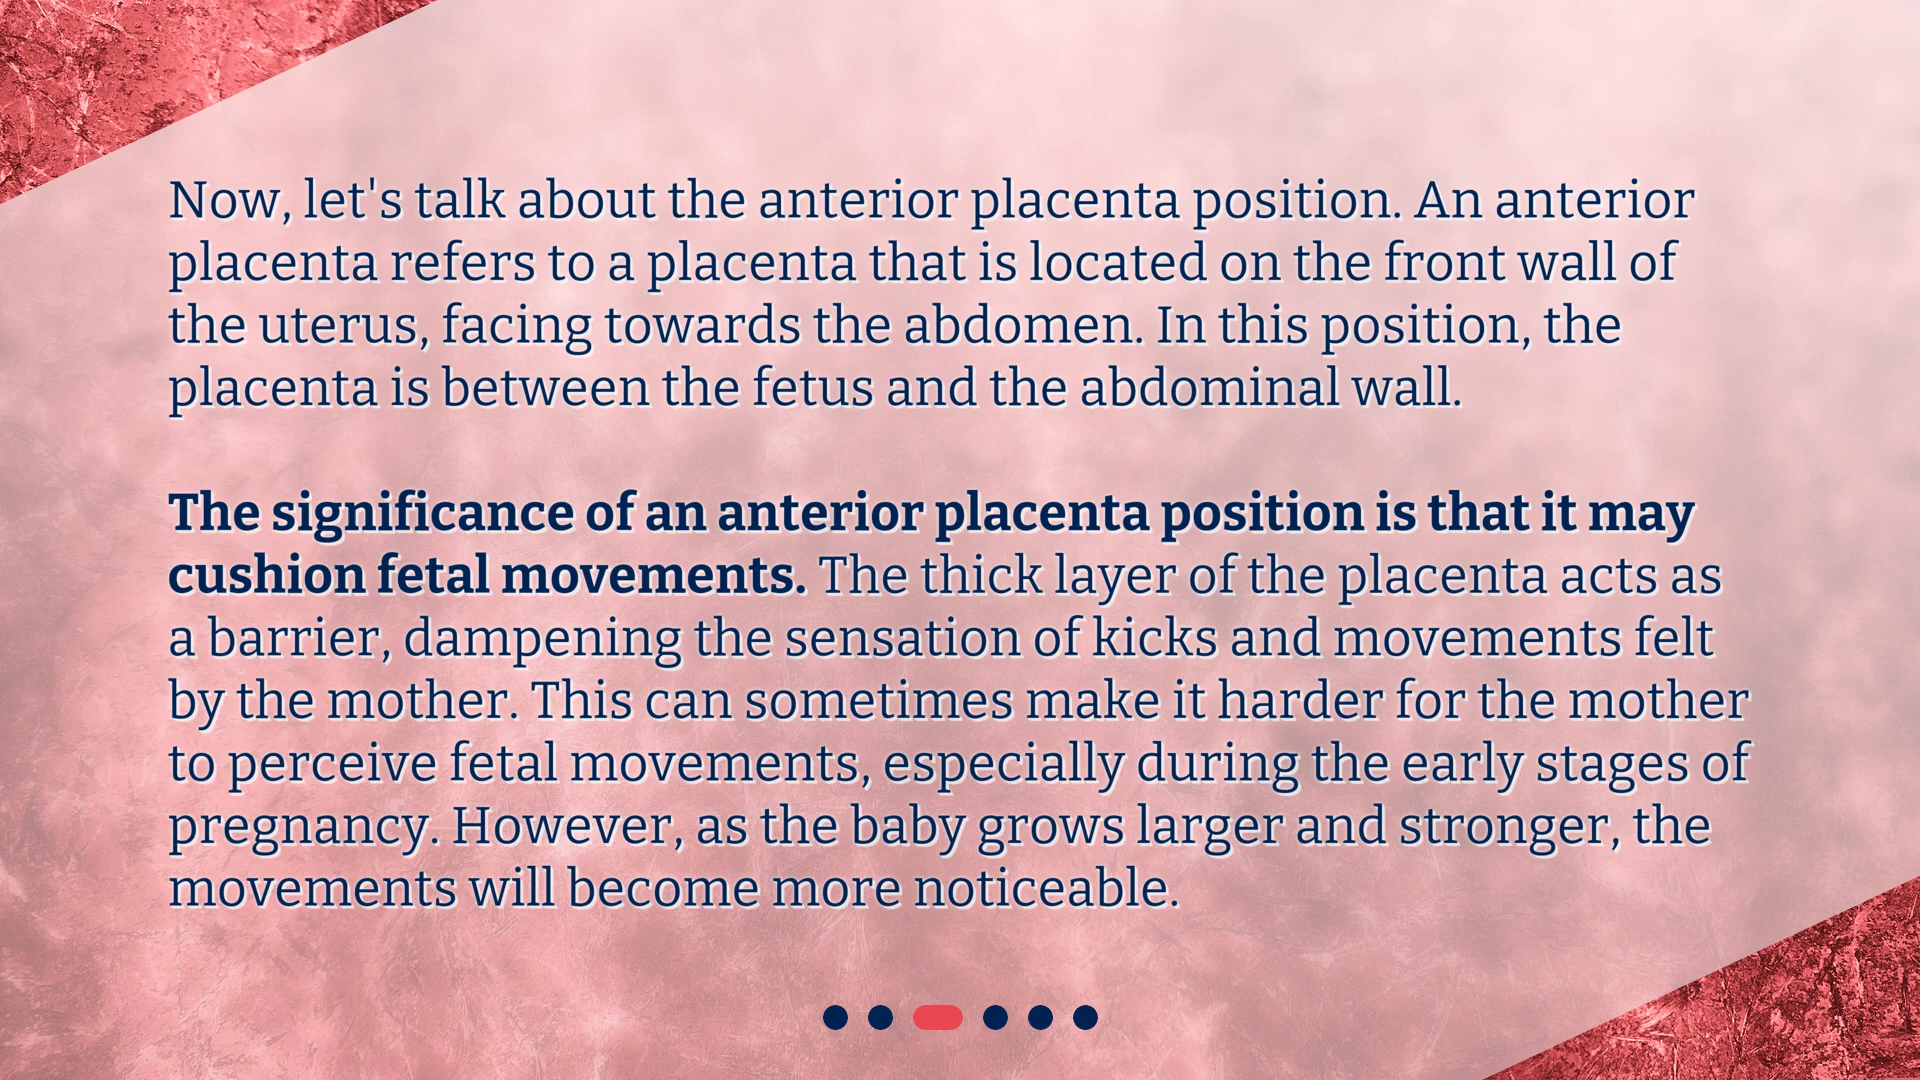 Now, let's talk about the anterior placenta position. An anterior
placenta refers to a placenta that is located on the front wall of
the uterus, facing towards the abdomen. In this position, the
placenta is between the fetus and the abdominal wall.
The significance of an anterior placenta position is that it may
cushion fetal movements. The thick layer of the placenta acts as
a barrier, dampening the sensation of kicks and movements felt
by the mother. This can sometimes make it harder for the mother
to perceive fetal movements, especially during the early stages of
pregnancy. However, as the baby grows larger and stronger, the
movements will become more noticeable.